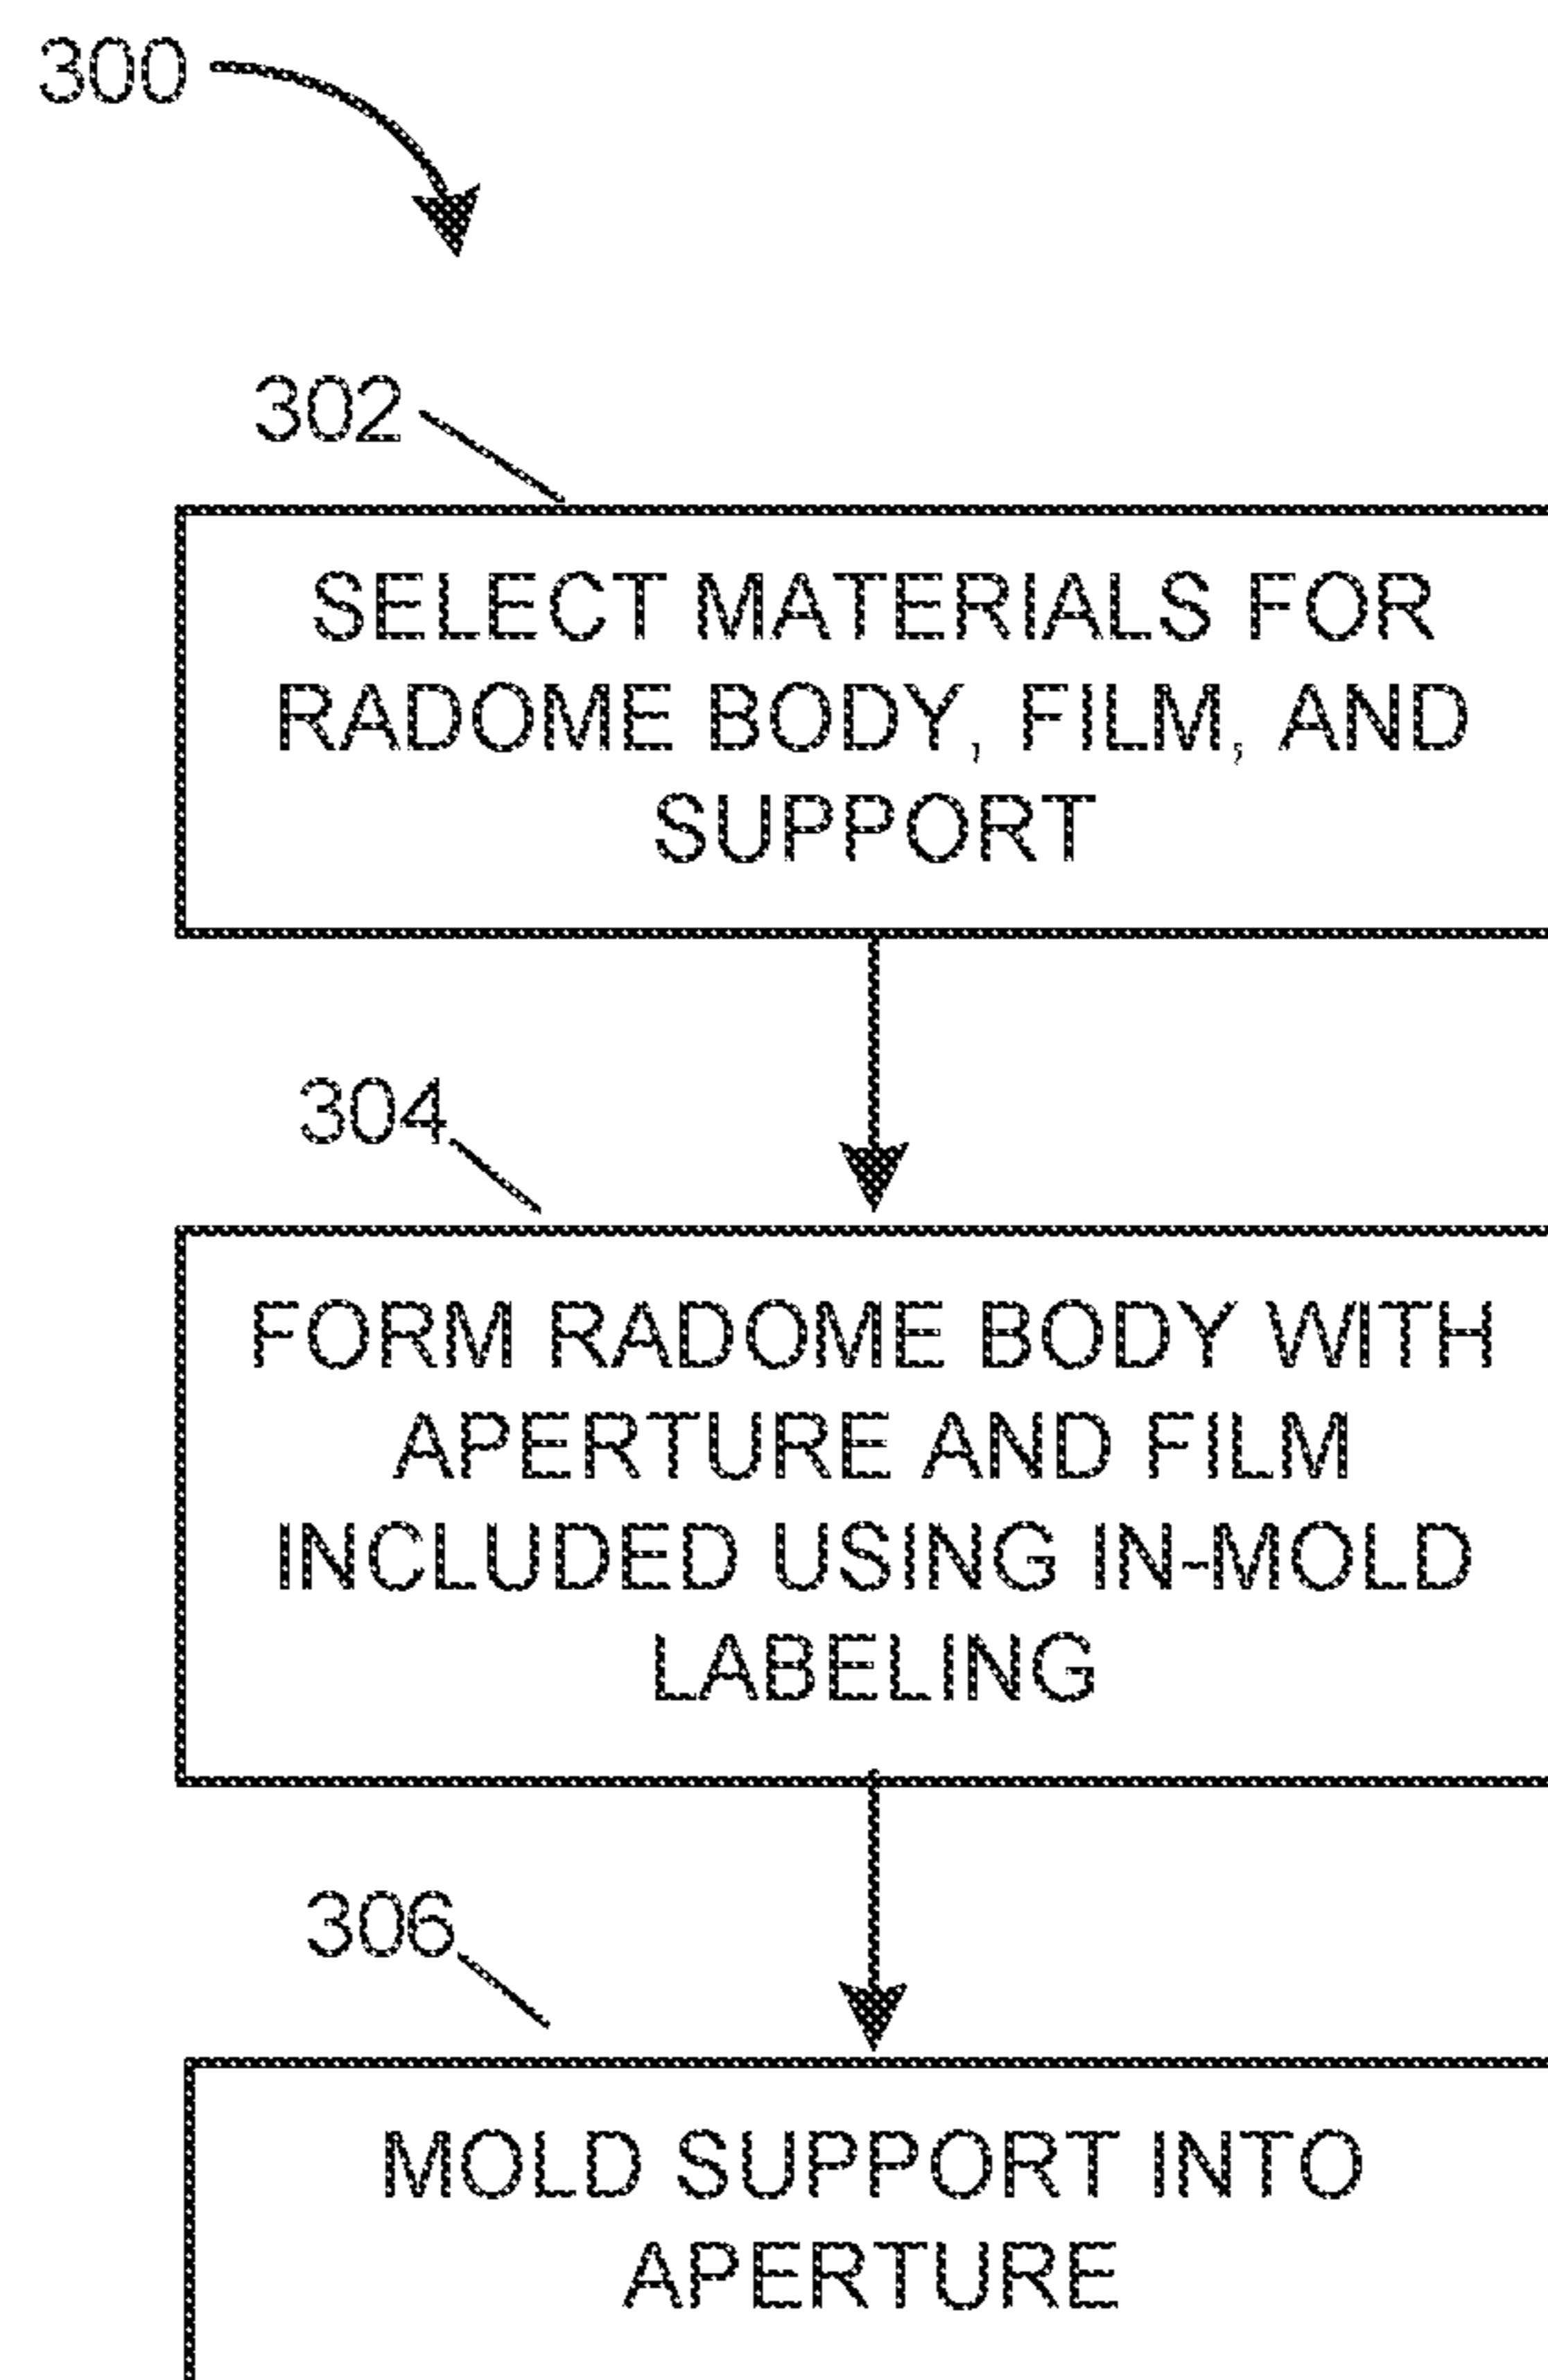 300
302
SELECT MATERIALS FOR
RADOME BODY, FILM, AND
SUPPORT
304
FORM RADOME BODY WITH
APERTURE AND FILM
INCLUDED USING IN-MOLD
LABELING
306
MOLD SUPPORT INTO
APERTURE